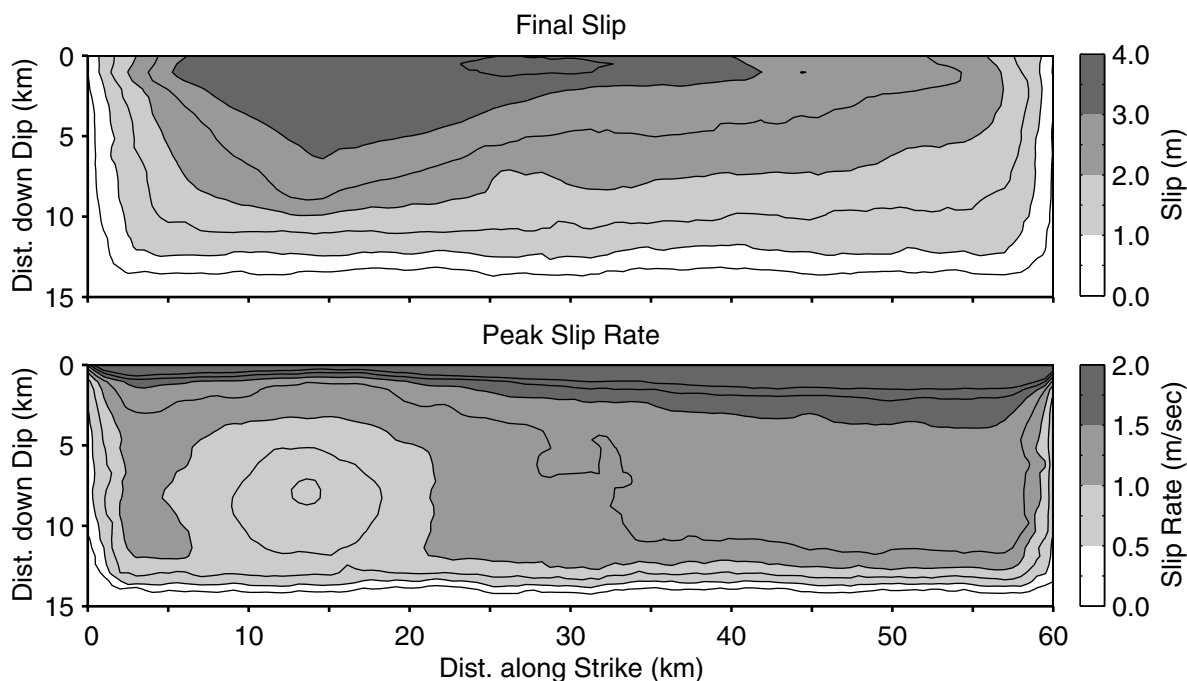 Final Slip
Dist. down Dip (km)
0
5
10
15
4.0
3.0
2.0
1.0
0.0
Slip (m)
Peak Slip Rate
Dist. down Dip (km)
0
5
10
15
0 10 20 30 40 50 60
Dist. along Strike (km)
2.0
1.5
1.0
0.5
0.0
Slip Rate (m/sec)